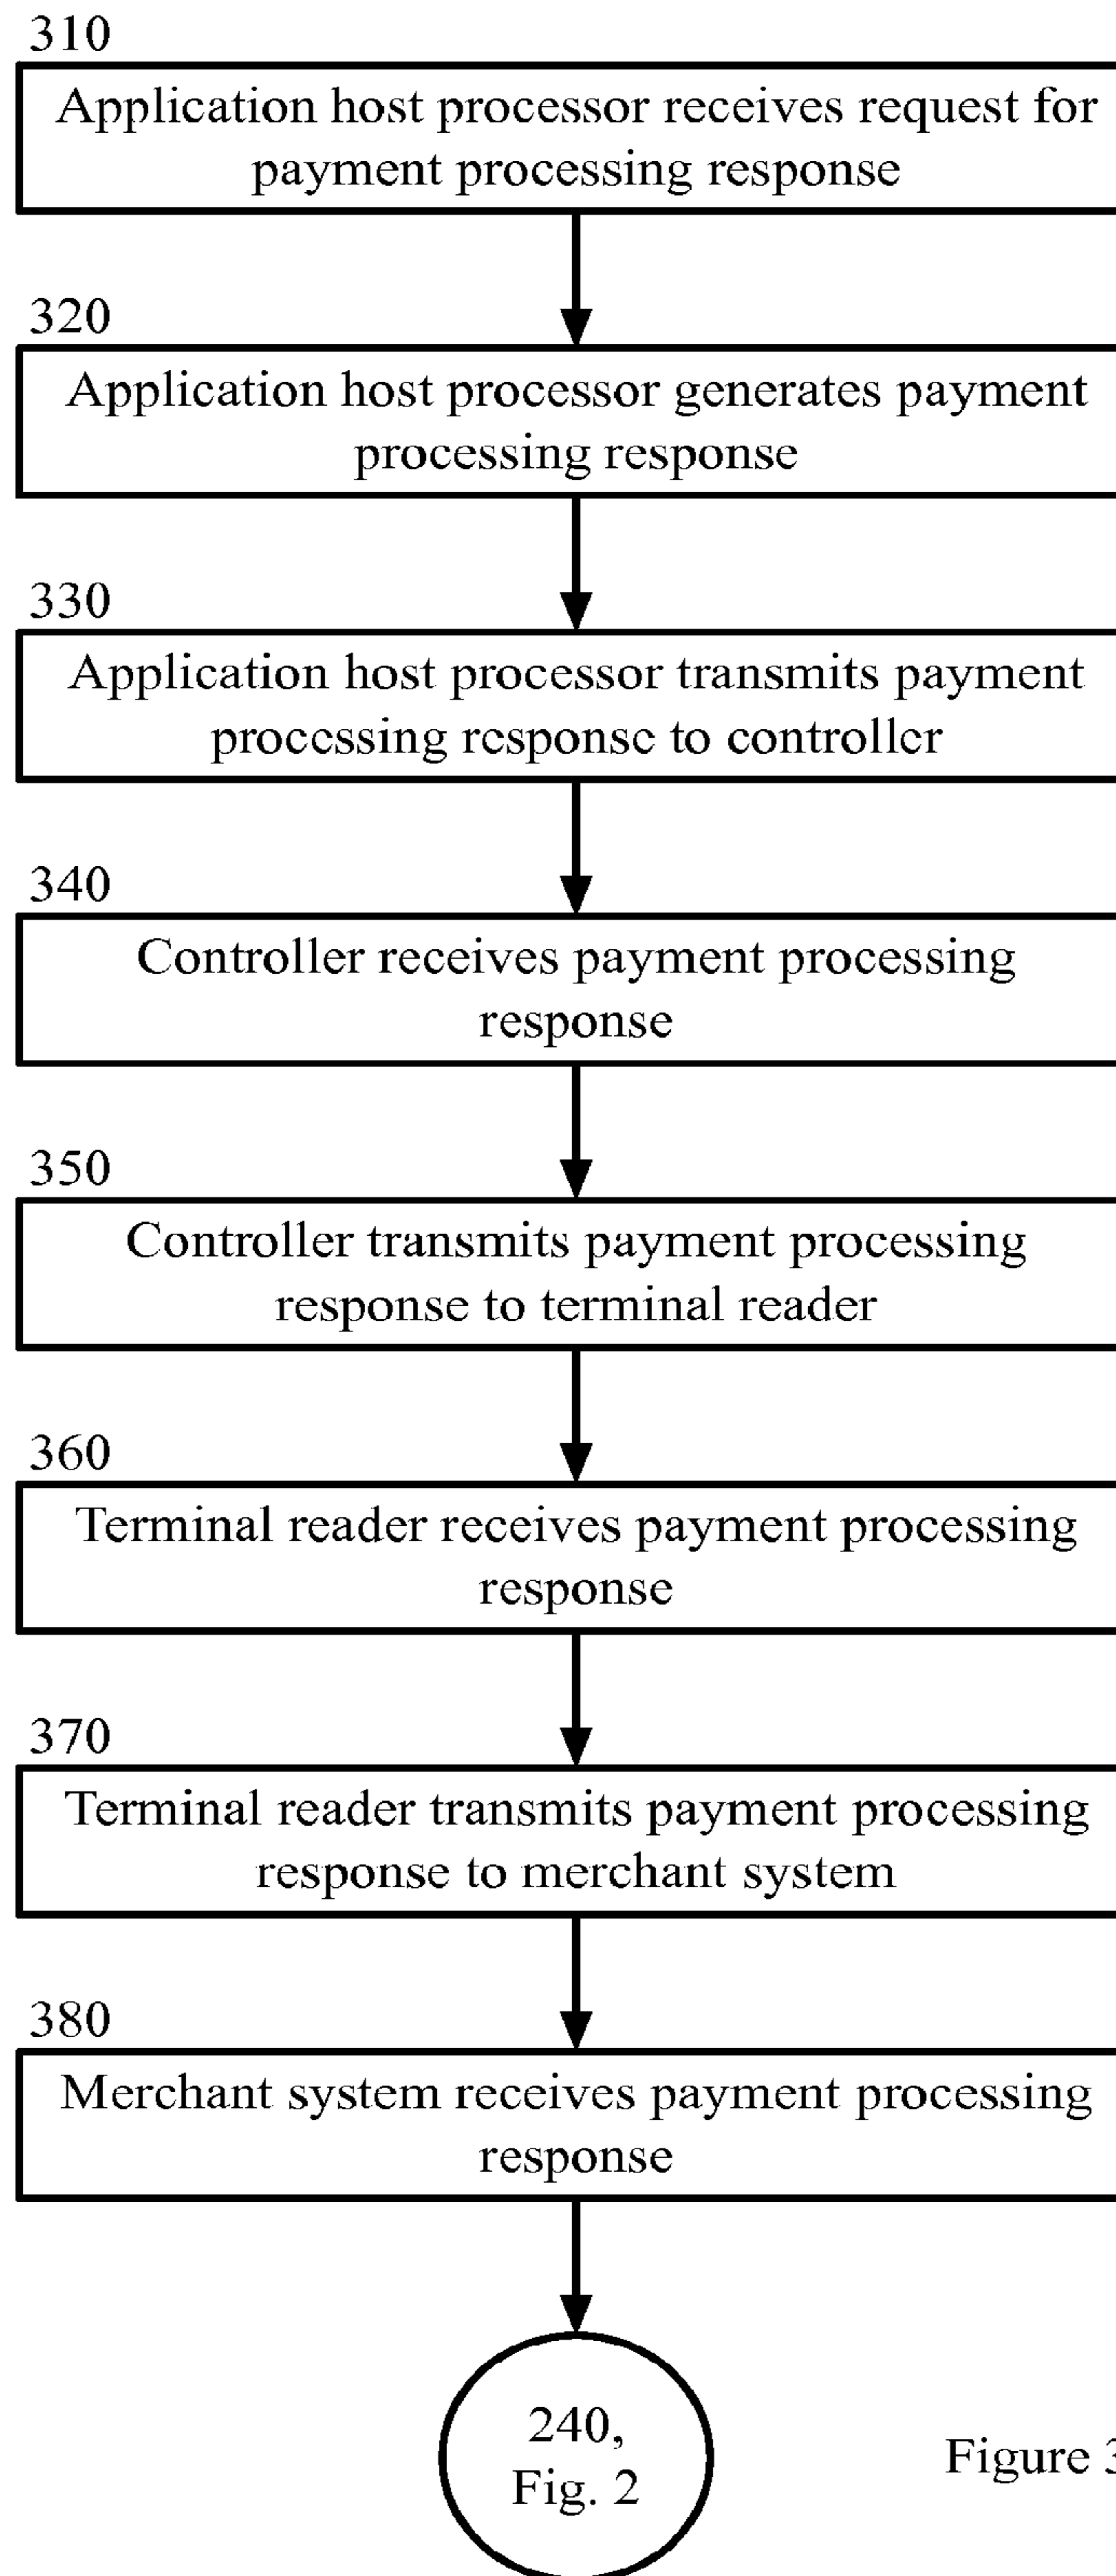 310
Application host processor receives request for
payment processing response
320
Application host processor generates payment
processing response
330
Application host processor transmits payment
processing response to controller
340
Controller receives payment processing
response
350
Controller transmits payment processing
response to terminal reader
360
Terminal reader receives payment processing
response
370
Terminal reader transmits payment processing
response to merchant system
380
Merchant system receives payment processing
response
240,
Fig. 2
Figure 3